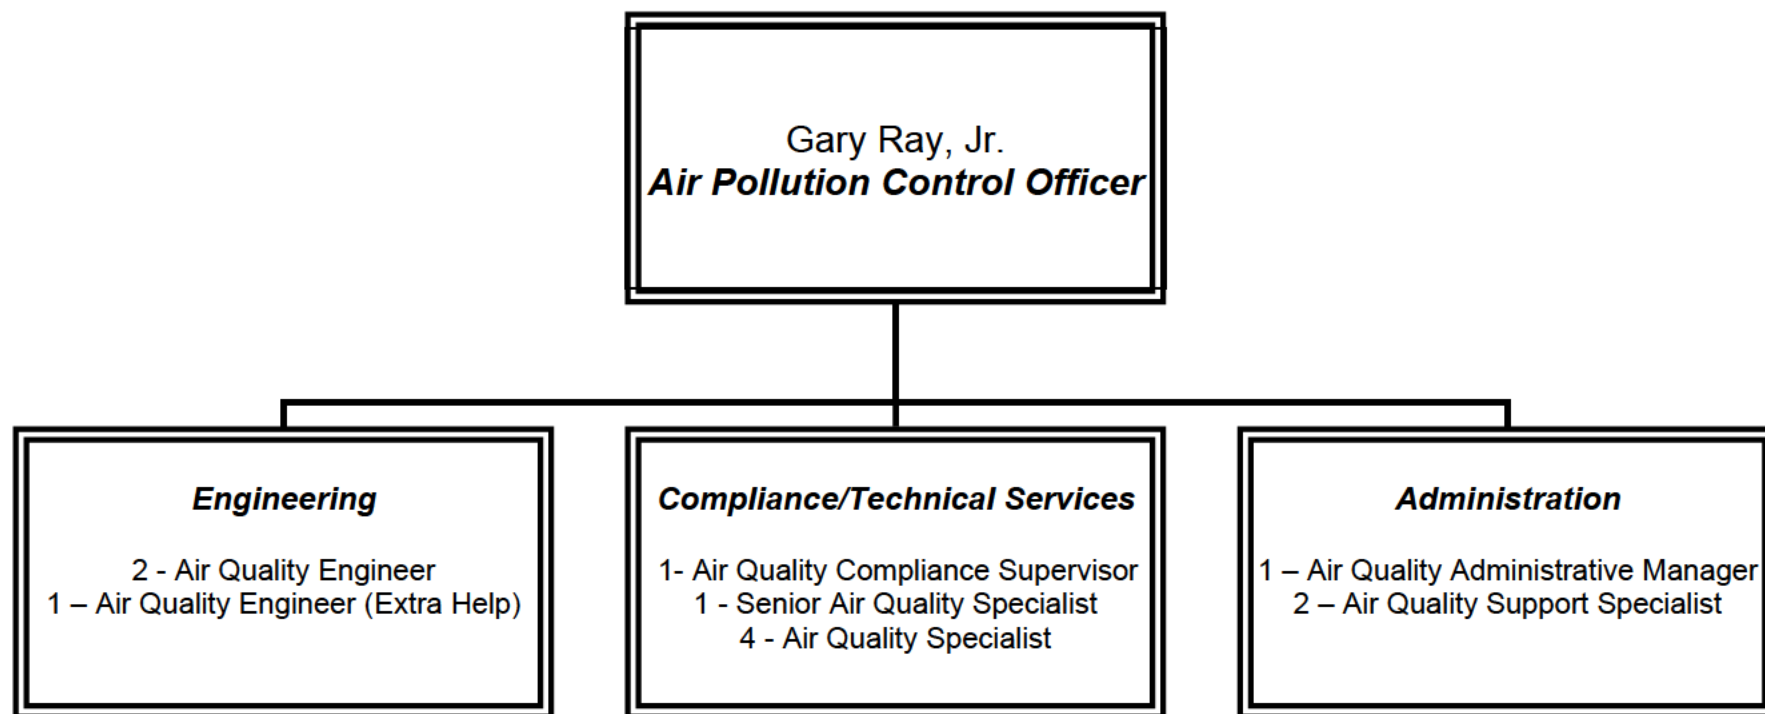 Gary Ray, Jr.
Air Pollution Control Officer
Engineering
2 - Air Quality Engineer
1 – Air Quality Engineer (Extra Help)
Compliance/Technical Services
1- Air Quality Compliance Supervisor
1 - Senior Air Quality Specialist
4 - Air Quality Specialist
Administration
1 – Air Quality Administrative Manager
2 – Air Quality Support Specialist